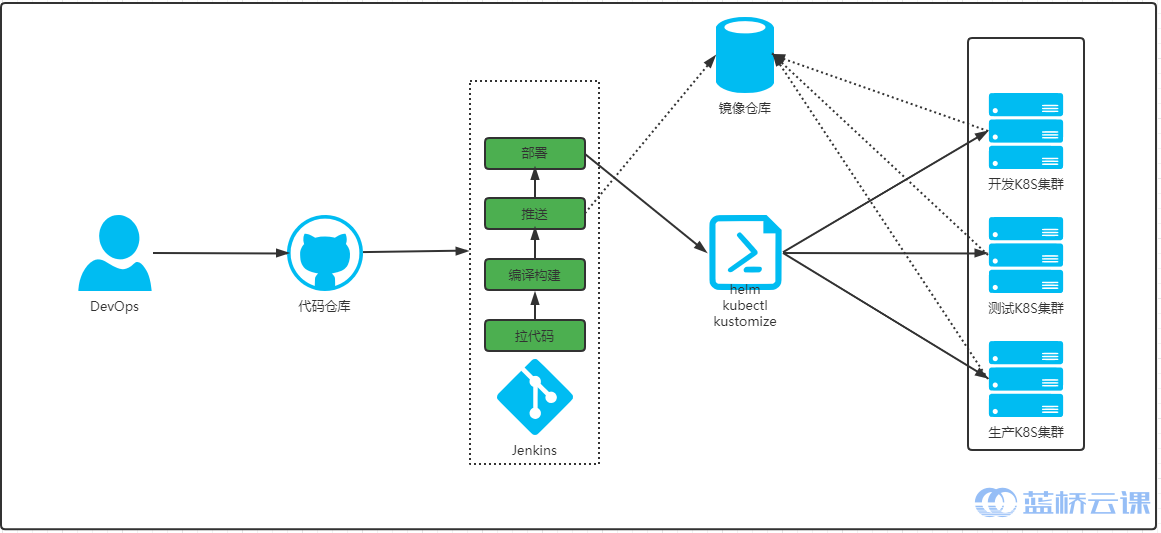 镜像仓库
部署
推送
编译构建
拉代码
Jenkins
DevOps
代码仓库
helm
kubectl
kustomize
开发K8S集群
测试K8S集群
生产K8S集群
蓝桥云课